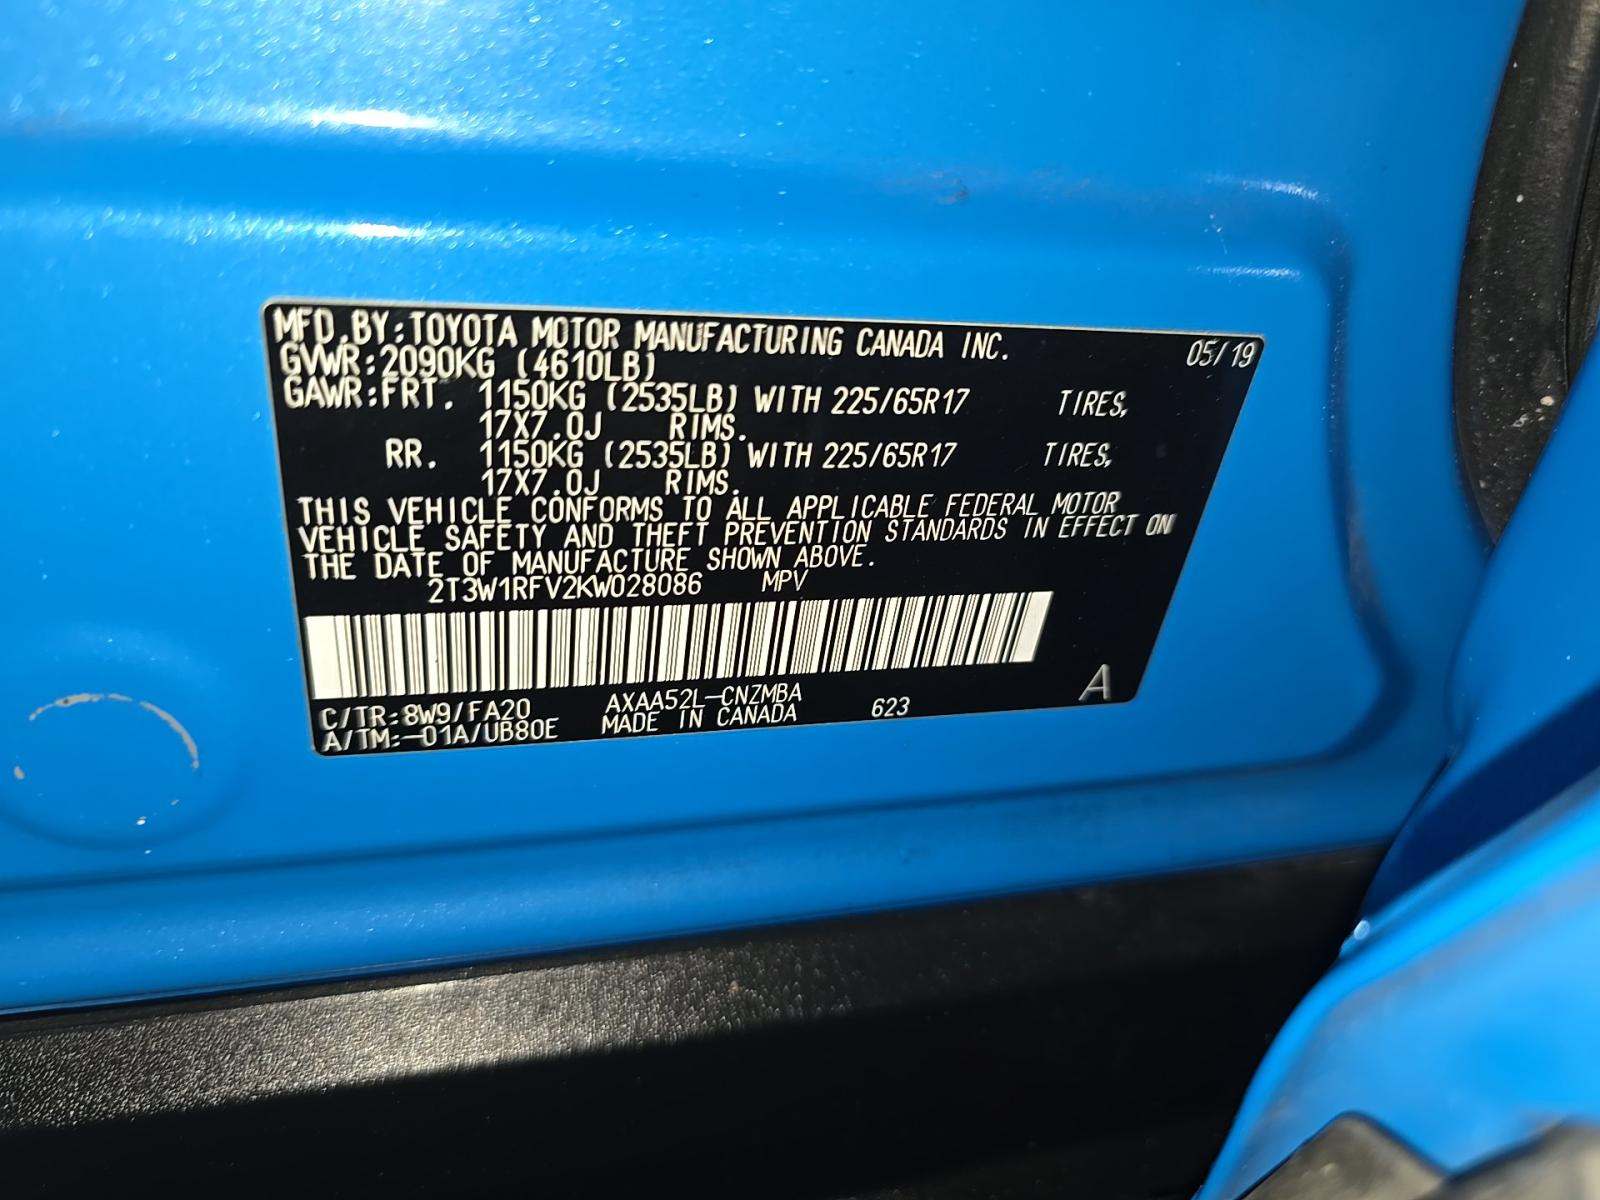 MFD.BY:TOYOTA MOTOR MANUFACTURING CANADA INC. 05/19
GVWR:2090KG (4610LB)
GAWR:FRT. 1150KG (2535LB) WITH 225/65R17 TIRES,
17X7.0J RIMS.
RR. 1150KG (2535LB) WITH 225/65R17 TIRES,
17X7.0J RIMS.
THIS VEHICLE CONFORMS TO ALL APPLICABLE FEDERAL MOTOR
VEHICLE SAFETY AND THEFT PREVENTION STANDARDS IN EFFECT ON
THE DATE OF MANUFACTURE SHOWN ABOVE.
2T3W1RFV2KW028086 MPV
C/TR:8W9/FA20 AXAA52L-CNZMBA 623 A
A/TM:-01A/UB80E MADE IN CANADA